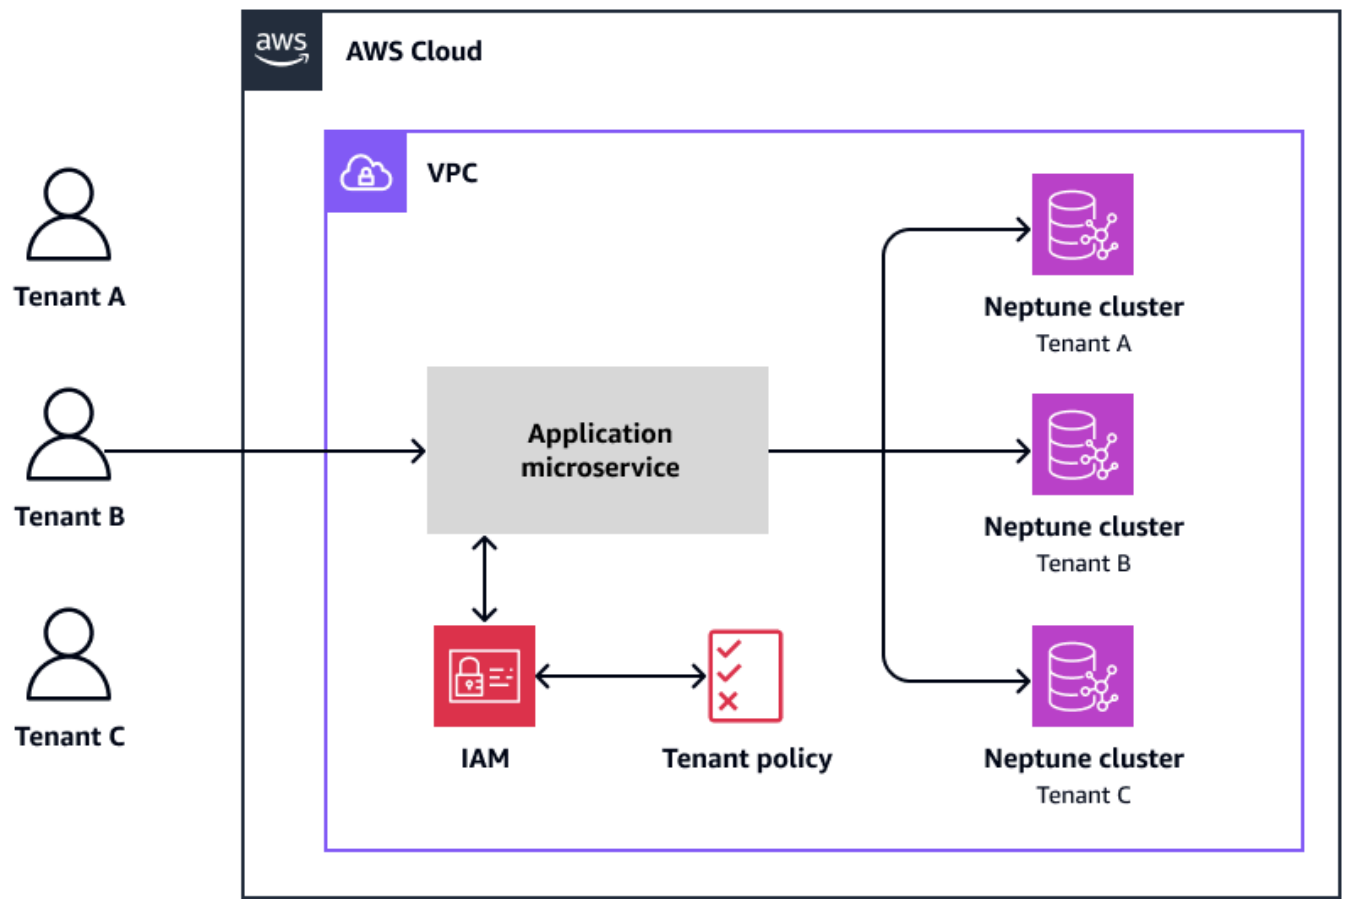 aws
AWS Cloud
VPC
Tenant A
Tenant B
Tenant C
Application
microservice
IAM
Tenant policy
Neptune cluster
Tenant A
Neptune cluster
Tenant B
Neptune cluster
Tenant C